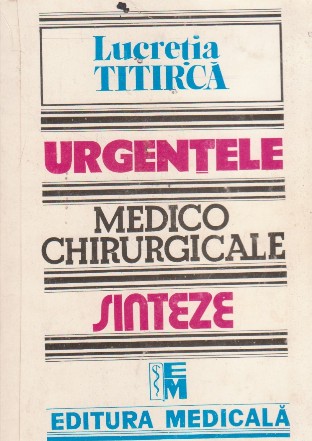 Lucreția
TITIRCĂ
URGENȚELE
MEDICO
CHIRURGICALE
SINTEZE
EM
EDITURA MEDICALĂ